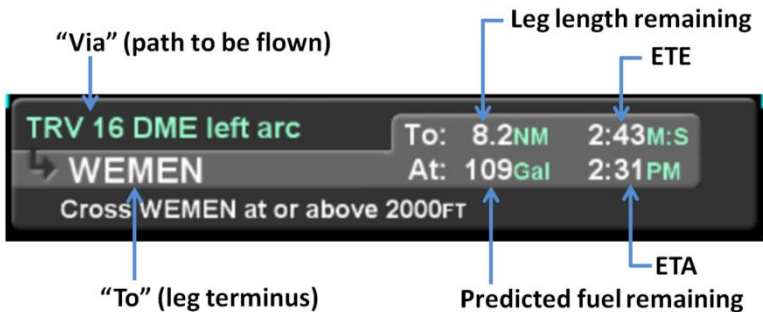 Leg length remaining
“Via” (path to be flown)
ETE
TRV 16 DME left arc
To: 8.2NM 2:43M:S
WEMEN
At: 109Gal 2:31PM
Cross WEMEN at or above 2000FT
ETA
“To” (leg terminus)
Predicted fuel remaining